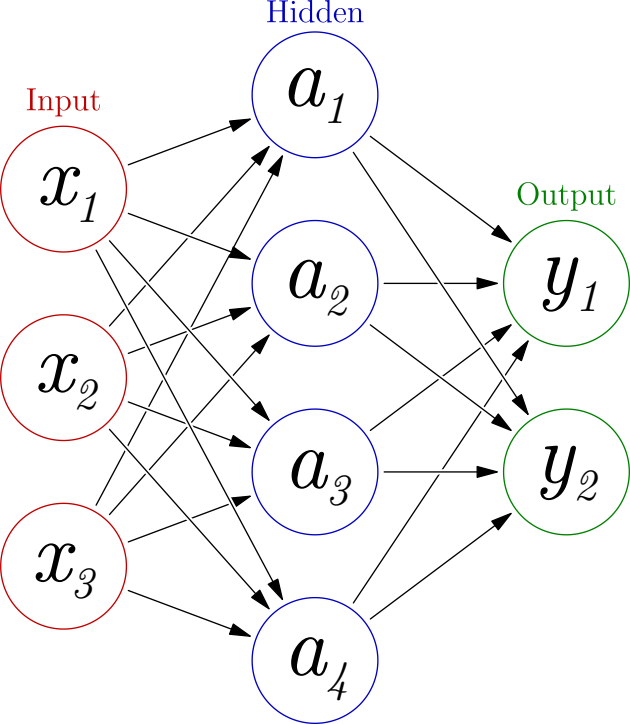 Input
x1
x2
x3
Hidden
a1
a2
a3
a4
Output
y1
y2